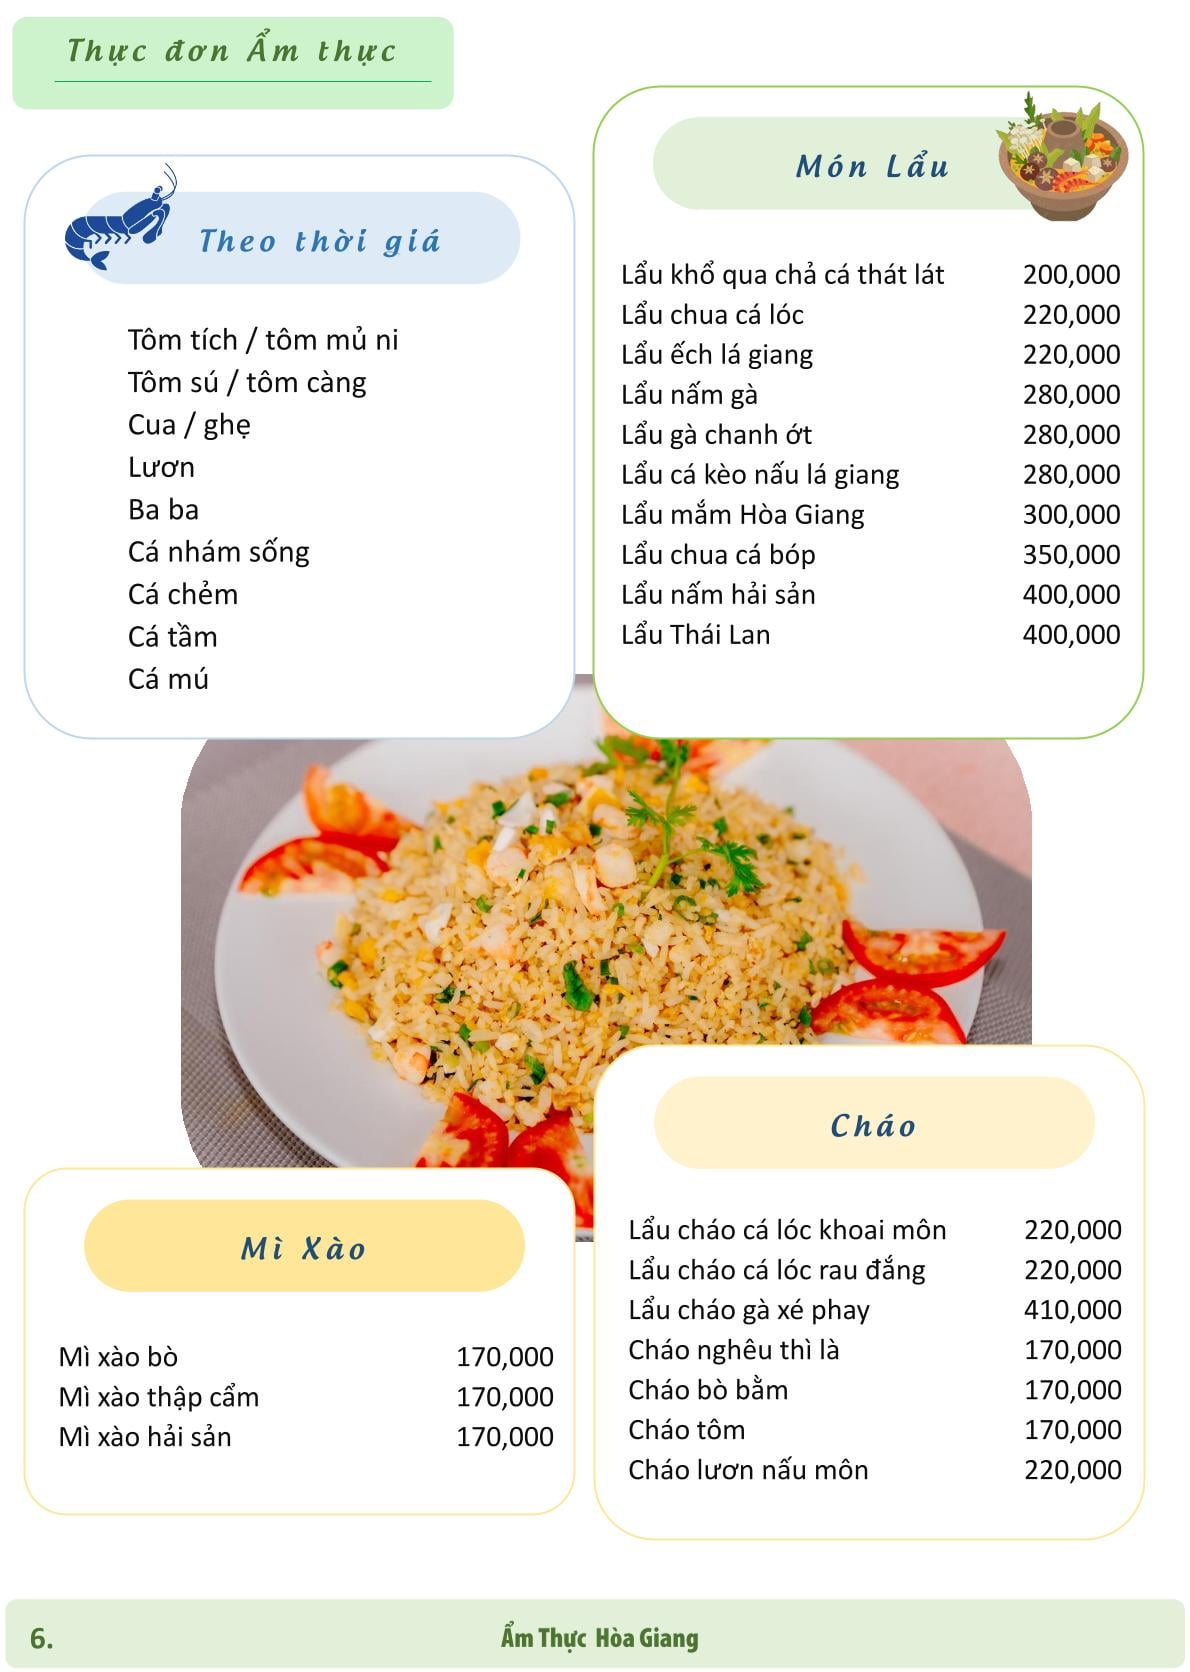 Thực đơn Ẩm thực
Theo thời giá
Tôm tích / tôm mủ ni
Tôm sú / tôm càng
Cua / ghẹ
Lươn
Ba ba
Cá nhám sống
Cá chẻm
Cá tầm
Cá mú
Món Lẩu
Lẩu khổ qua chả cá thát lát 200,000
Lẩu chua cá lóc 220,000
Lẩu ếch lá giang 220,000
Lẩu nấm gà 280,000
Lẩu gà chanh ớt 280,000
Lẩu cá kèo nấu lá giang 280,000
Lẩu mắm Hòa Giang 300,000
Lẩu chua cá bóp 350,000
Lẩu nấm hải sản 400,000
Lẩu Thái Lan 400,000
Mì Xào
Mì xào bò 170,000
Mì xào thập cẩm 170,000
Mì xào hải sản 170,000
Cháo
Lẩu cháo cá lóc khoai môn 220,000
Lẩu cháo cá lóc rau đắng 220,000
Lẩu cháo gà xé phay 410,000
Cháo nghêu thì là 170,000
Cháo bò bằm 170,000
Cháo tôm 170,000
Cháo lươn nấu môn 220,000
6. Ẩm Thực Hòa Giang